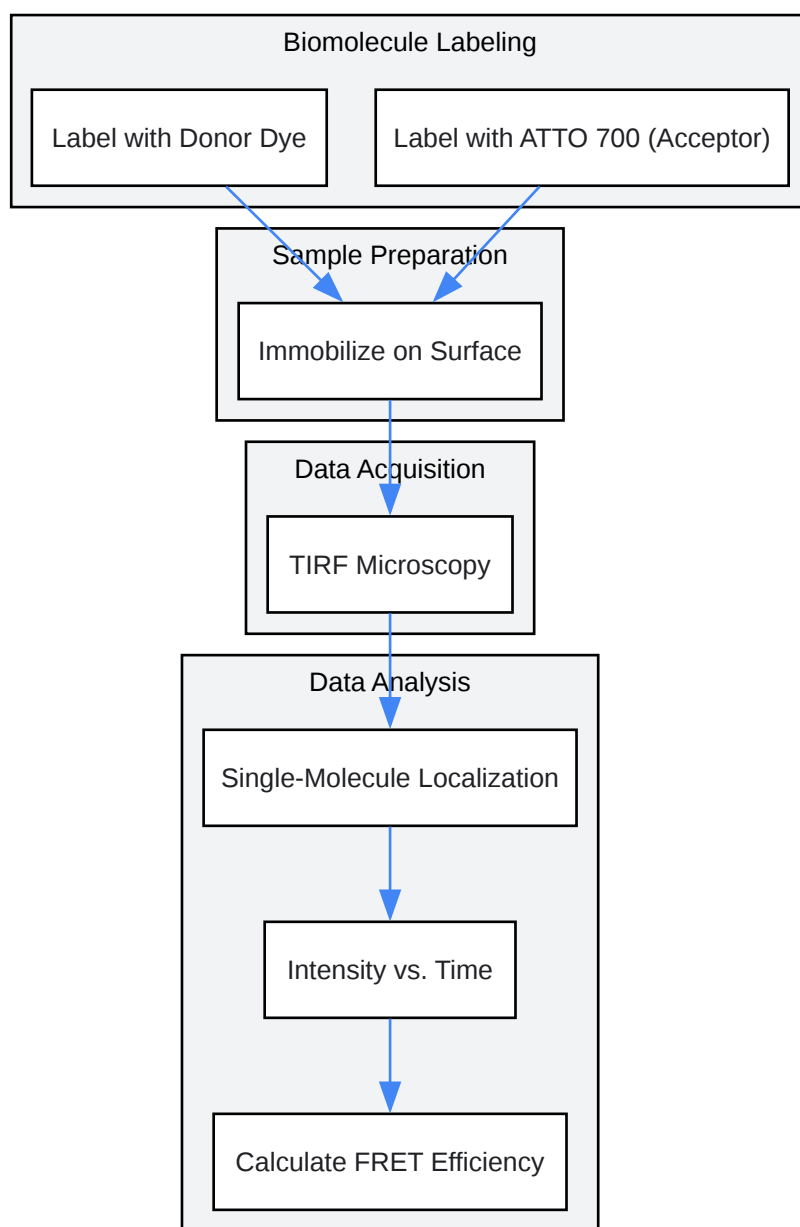 Biomolecule Labeling
Label with Donor Dye
Label with ATTO 700 (Acceptor)
Sample Preparation
Immobilize on Surface
Data Acquisition
TIRF Microscopy
Data Analysis
Single-Molecule Localization
Intensity vs. Time
Calculate FRET Efficiency